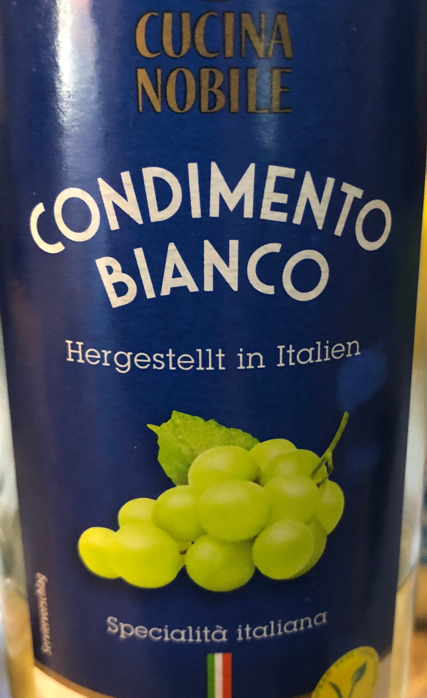 CUCINA
NOBILE
CONDIMENTO
BIANCO
Hergestellt in Italien
Serviervorschlag
Specialità italiana